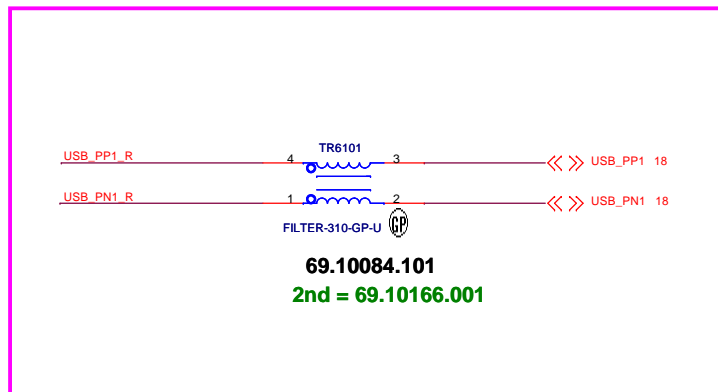 TR6101
USB_PP1_R 4 3 USB_PP1 18
USB_PN1_R 1 2 USB_PN1 18
FILTER-310-GP-U GP
69.10084.101
2nd = 69.10166.001